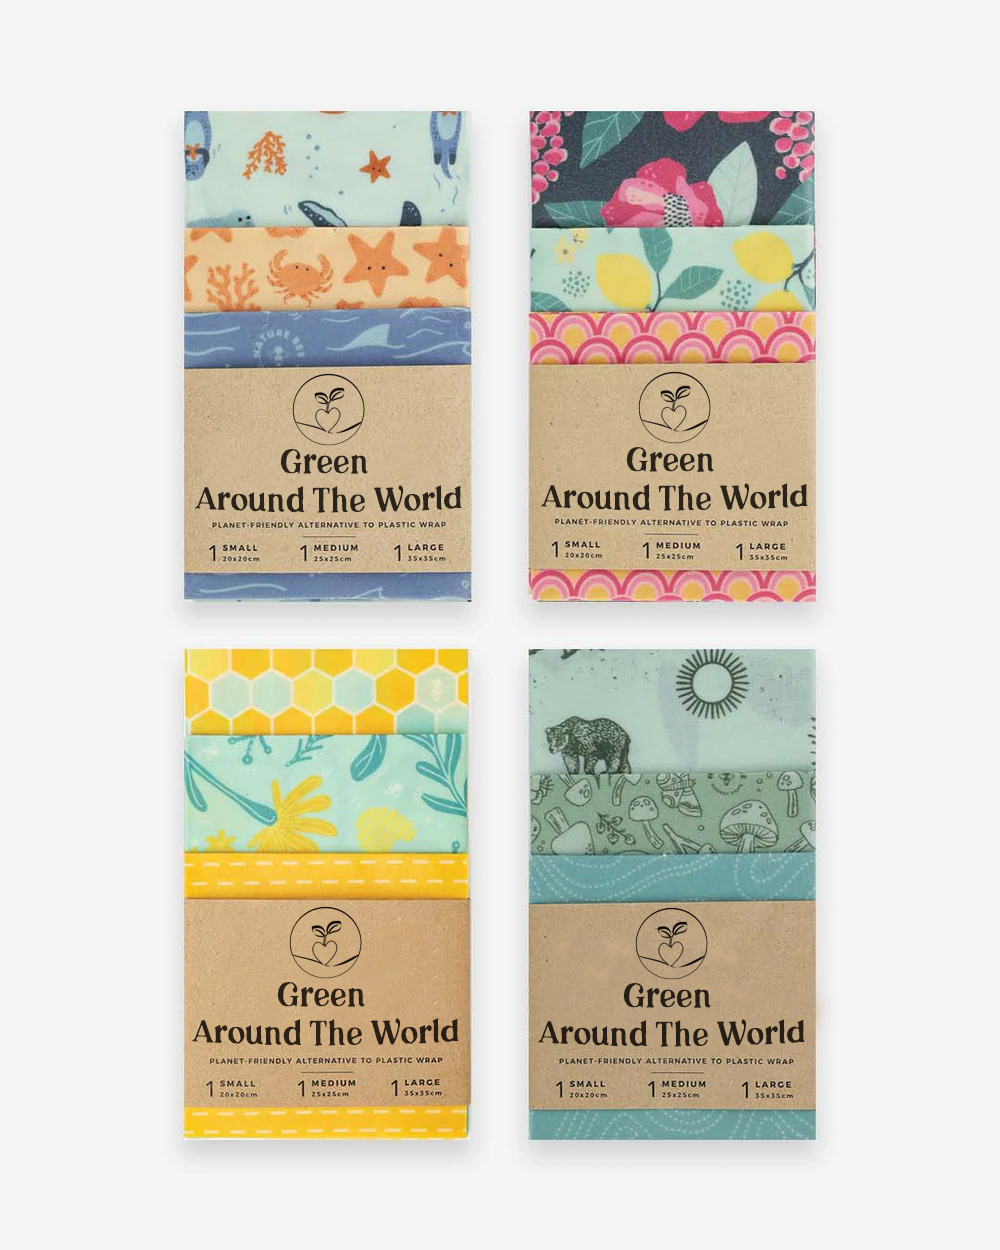 NATURE BEE
Green
Around The World
PLANET-FRIENDLY ALTERNATIVE TO PLASTIC WRAP
1 SMALL 20x20cm
1 MEDIUM 25x25cm
1 LARGE 35x35cm
Green
Around The World
PLANET-FRIENDLY ALTERNATIVE TO PLASTIC WRAP
1 SMALL 20x20cm
1 MEDIUM 25x25cm
1 LARGE 35x35cm
Green
Around The World
PLANET-FRIENDLY ALTERNATIVE TO PLASTIC WRAP
1 SMALL 20x20cm
1 MEDIUM 25x25cm
1 LARGE 35x35cm
Green
Around The World
PLANET-FRIENDLY ALTERNATIVE TO PLASTIC WRAP
1 SMALL 20x20cm
1 MEDIUM 25x25cm
1 LARGE 35x35cm